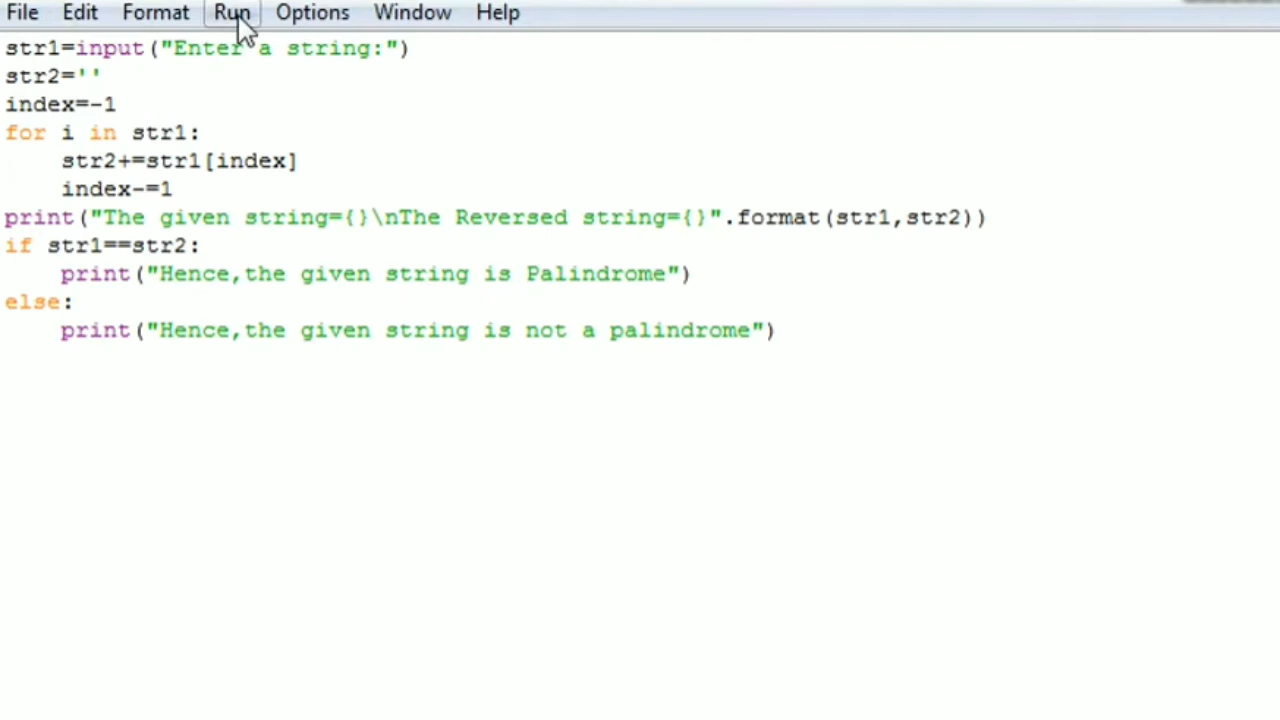 File Edit Format Run Options Window Help
str1=input("Enter a string:")
str2=''
index=-1
for i in str1:
    str2+=str1[index]
    index-=1
print("The given string={}\nThe Reversed string={}".format(str1,str2))
if str1==str2:
    print("Hence,the given string is Palindrome")
else:
    print("Hence,the given string is not a palindrome")